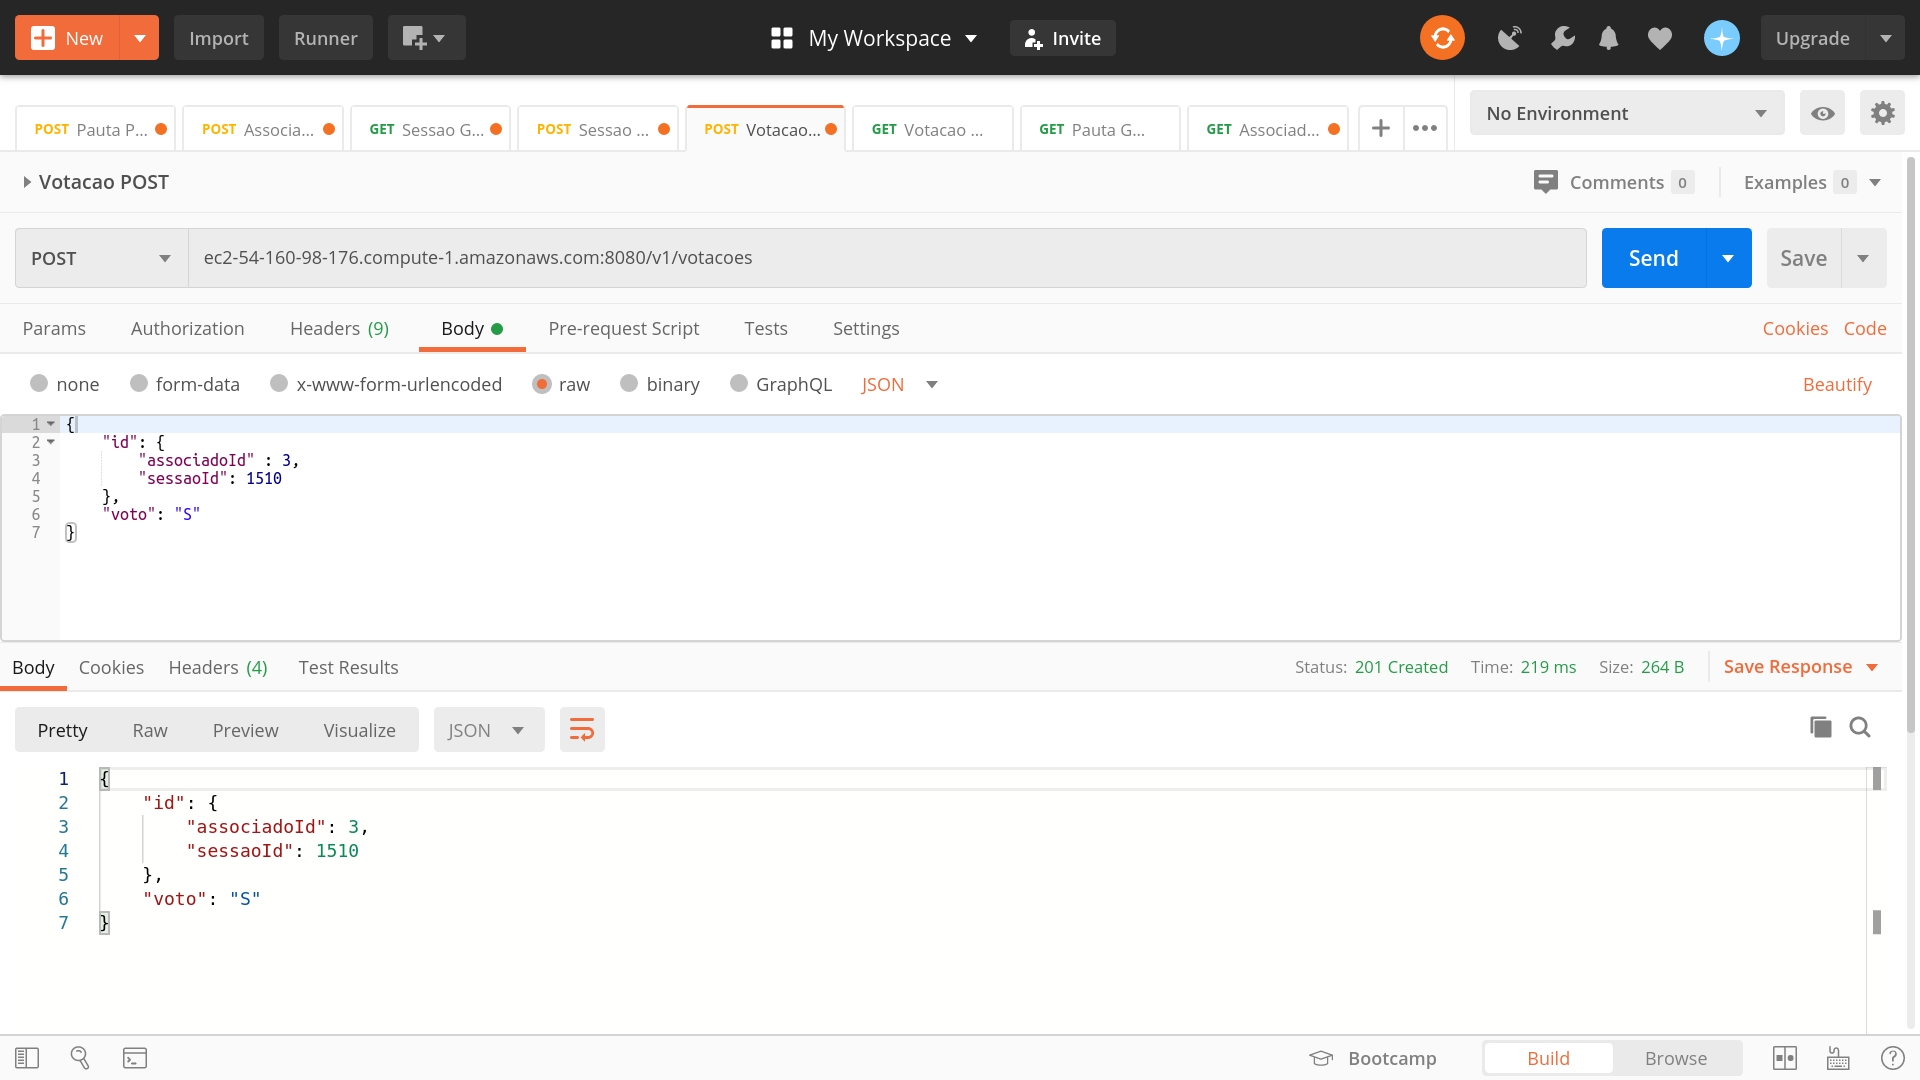 New Import Runner My Workspace Invite Upgrade
POST Pauta P... POST Associa... GET Sessao G... POST Sessao ... POST Votacao... GET Votacao ... GET Pauta G... GET Associad... No Environment
Votacao POST Comments 0 Examples 0
POST ec2-54-160-98-176.compute-1.amazonaws.com:8080/v1/votacoes Send Save
Params Authorization Headers (9) Body Pre-request Script Tests Settings Cookies Code
none form-data x-www-form-urlencoded raw binary GraphQL JSON Beautify
1 {
2 "id": {
3 "associadoId" : 3,
4 "sessaoId": 1510
5 },
6 "voto": "S"
7 }
Body Cookies Headers (4) Test Results Status: 201 Created Time: 219 ms Size: 264 B Save Response
Pretty Raw Preview Visualize JSON
1 {
2 "id": {
3 "associadoId": 3,
4 "sessaoId": 1510
5 },
6 "voto": "S"
7 }
Bootcamp Build Browse